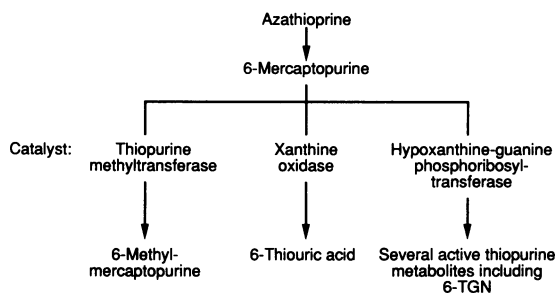 Azathioprine
6-Mercaptopurine
Catalyst:
Thiopurine
methyltransferase
Xanthine
oxidase
Hypoxanthine-guanine
phosphoribosyl-
transferase
6-Methyl-
mercaptopurine
6-Thiouric acid
Several active thiopurine
metabolites including
6-TGN